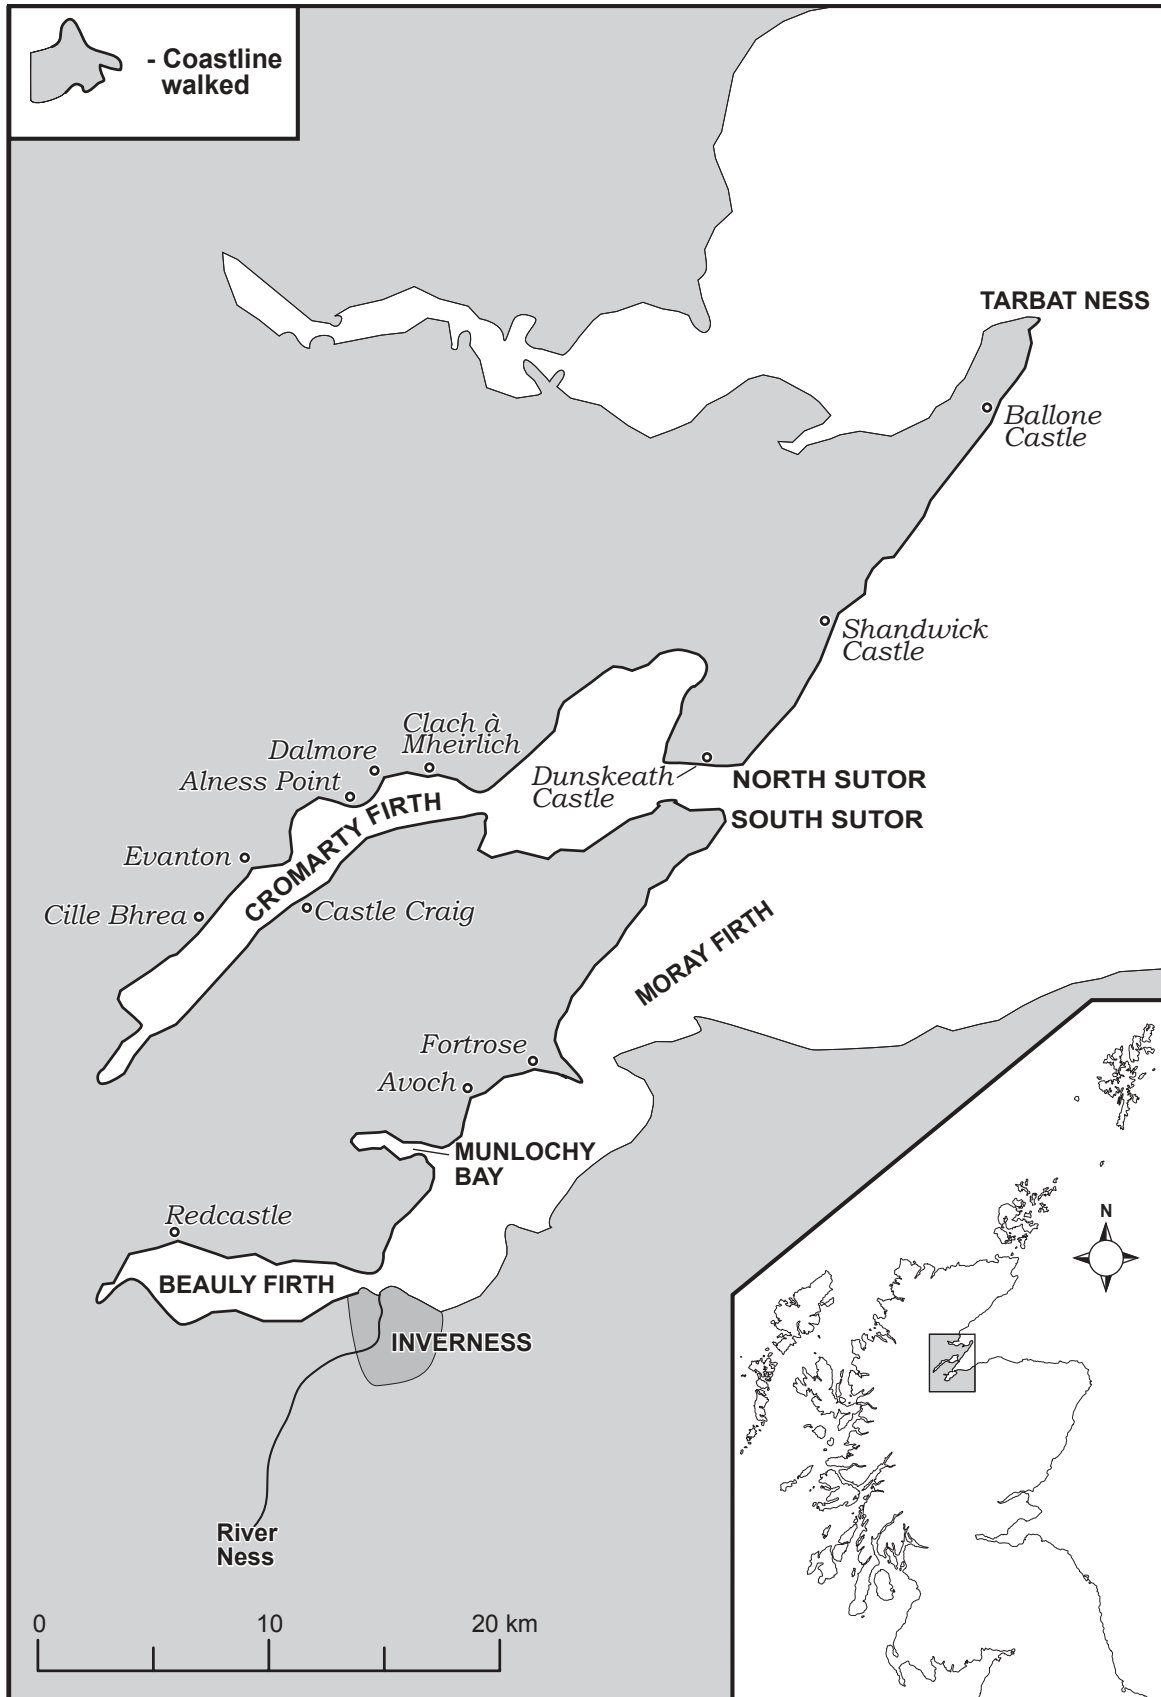 - Coastline
walked
TARBAT NESS
Ballone
Castle
Shandwick
Castle
Clach à
Mheirlich
Dalmore
Alness Point
Dunskeath
Castle
NORTH SUTOR
SOUTH SUTOR
CROMARTY FIRTH
Evanton
Cille Bhrea
Castle Craig
MORAY FIRTH
Fortrose
Avoch
MUNLOCHY
BAY
Redcastle
BEAULY FIRTH
INVERNESS
N
River
Ness
0 10 20 km